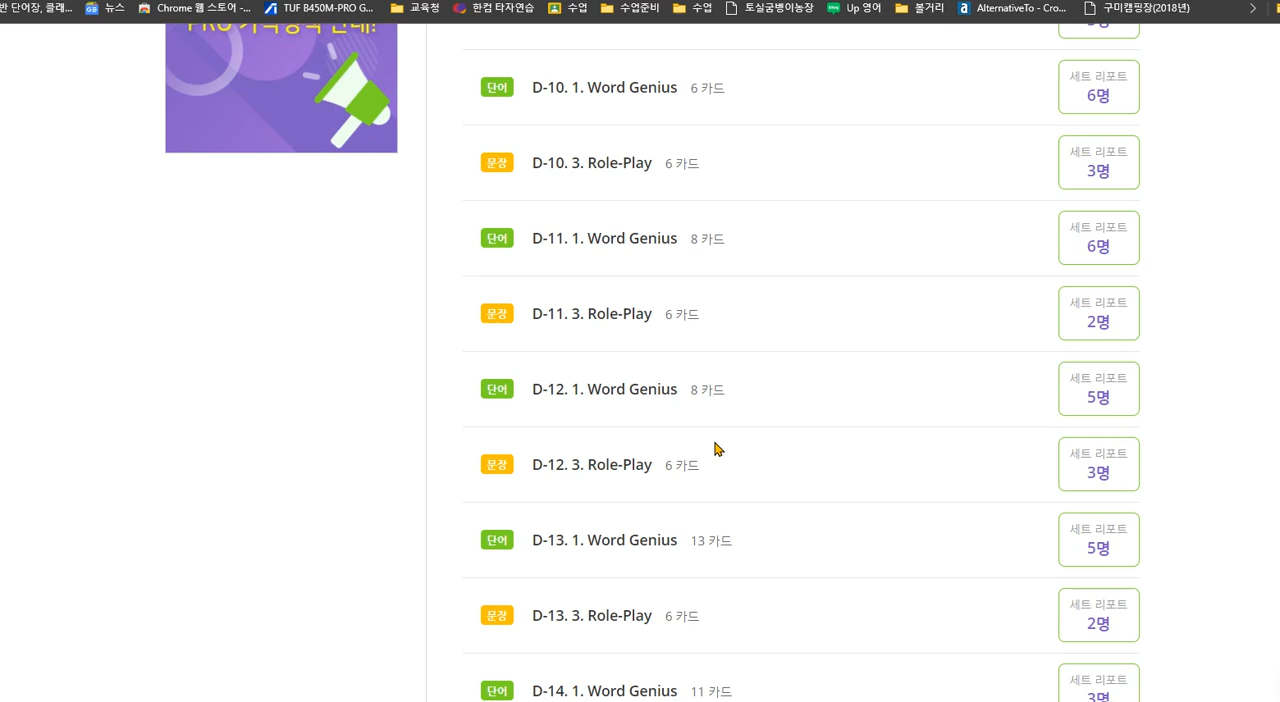 반 단어장, 클래... 뉴스 Chrome 웹 스토어 -... TUF B450M-PRO G... 교육청 한컴 타자연습 수업 수업준비 수업 토실금병이농장 Up 영어 볼거리 AlternativeTo - Cro... 구미캠핑장(2018년)
단어 D-10. 1. Word Genius 6 카드 세트 리포트
6명
문장 D-10. 3. Role-Play 6 카드 세트 리포트
3명
단어 D-11. 1. Word Genius 8 카드 세트 리포트
6명
문장 D-11. 3. Role-Play 6 카드 세트 리포트
2명
단어 D-12. 1. Word Genius 8 카드 세트 리포트
5명
문장 D-12. 3. Role-Play 6 카드 세트 리포트
3명
단어 D-13. 1. Word Genius 13 카드 세트 리포트
5명
문장 D-13. 3. Role-Play 6 카드 세트 리포트
2명
단어 D-14. 1. Word Genius 11 카드 세트 리포트
3명